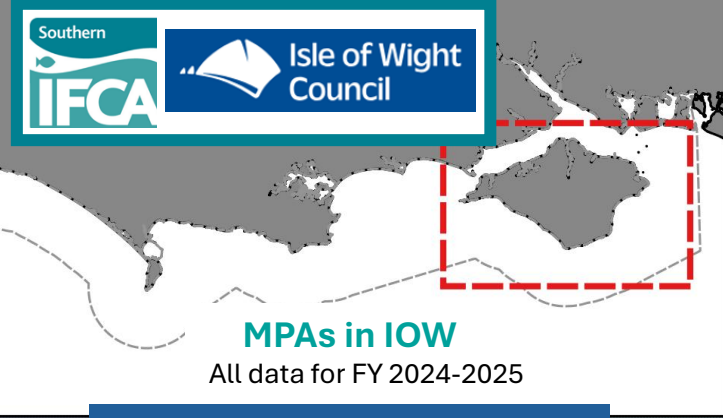 Southern
IFCA
Isle of Wight
Council
MPAs in IOW
All data for FY 2024-2025